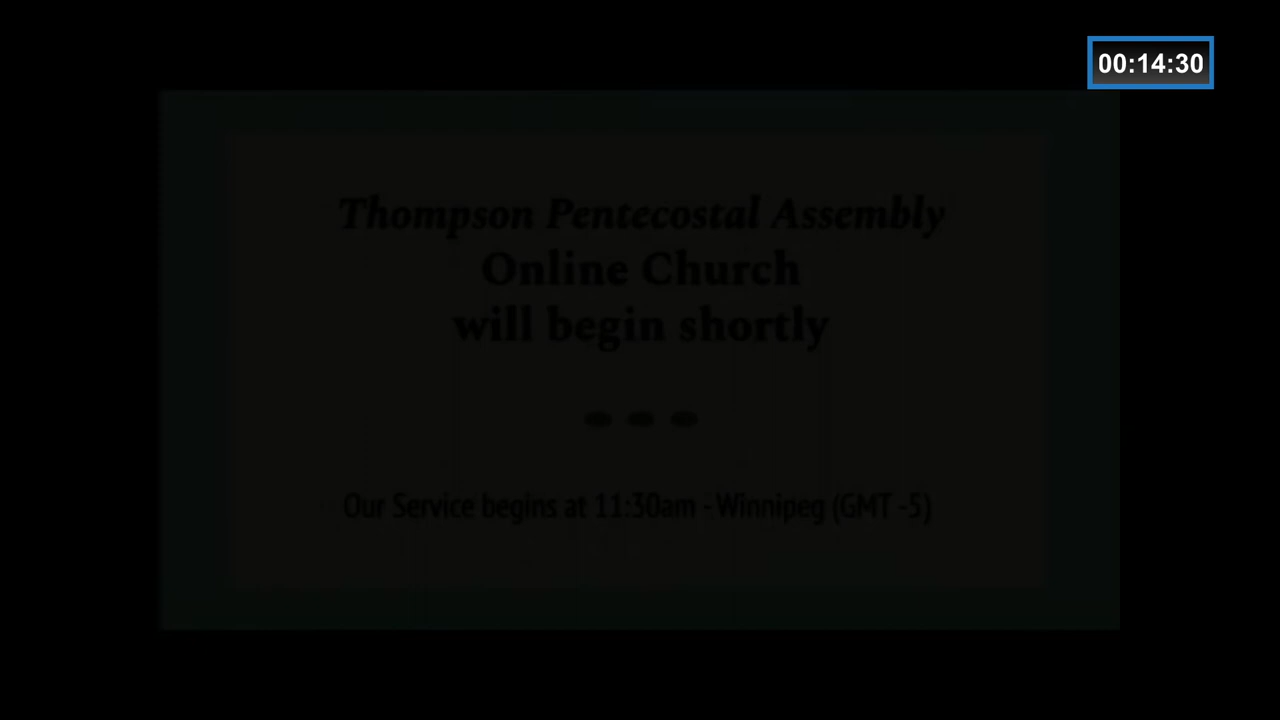 00:14:30
Thompson Pentecostal Assembly
Online Church
will begin shortly
Our Service begins at 11:30am - Winnipeg (GMT -5)